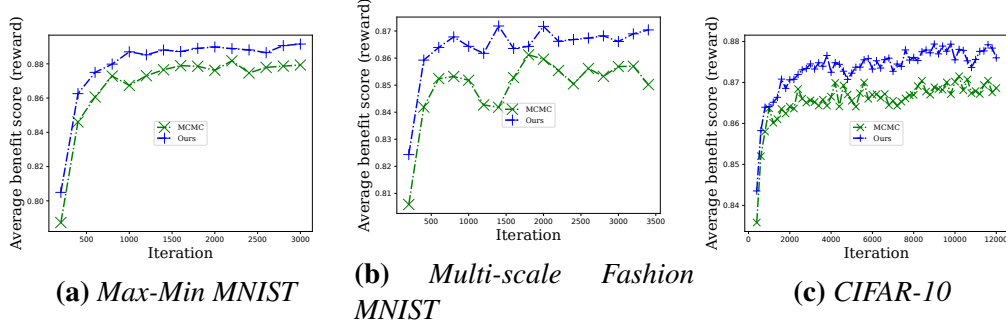 Average benefit score (reward)
0.88
0.86
0.84
0.82
0.80
MCMC
Ours
500 1000 1500 2000 2500 3000
Iteration
(a) Max-Min MNIST
Average benefit score (reward)
0.87
0.86
0.85
0.84
0.83
0.82
0.81
MCMC
Ours
500 1000 1500 2000 2500 3000 3500
Iteration
(b) Multi-scale Fashion
MNIST
Average benefit score (reward)
0.88
0.87
0.86
0.85
0.84
MCMC
Ours
0 2000 4000 6000 8000 10000 12000
Iteration
(c) CIFAR-10